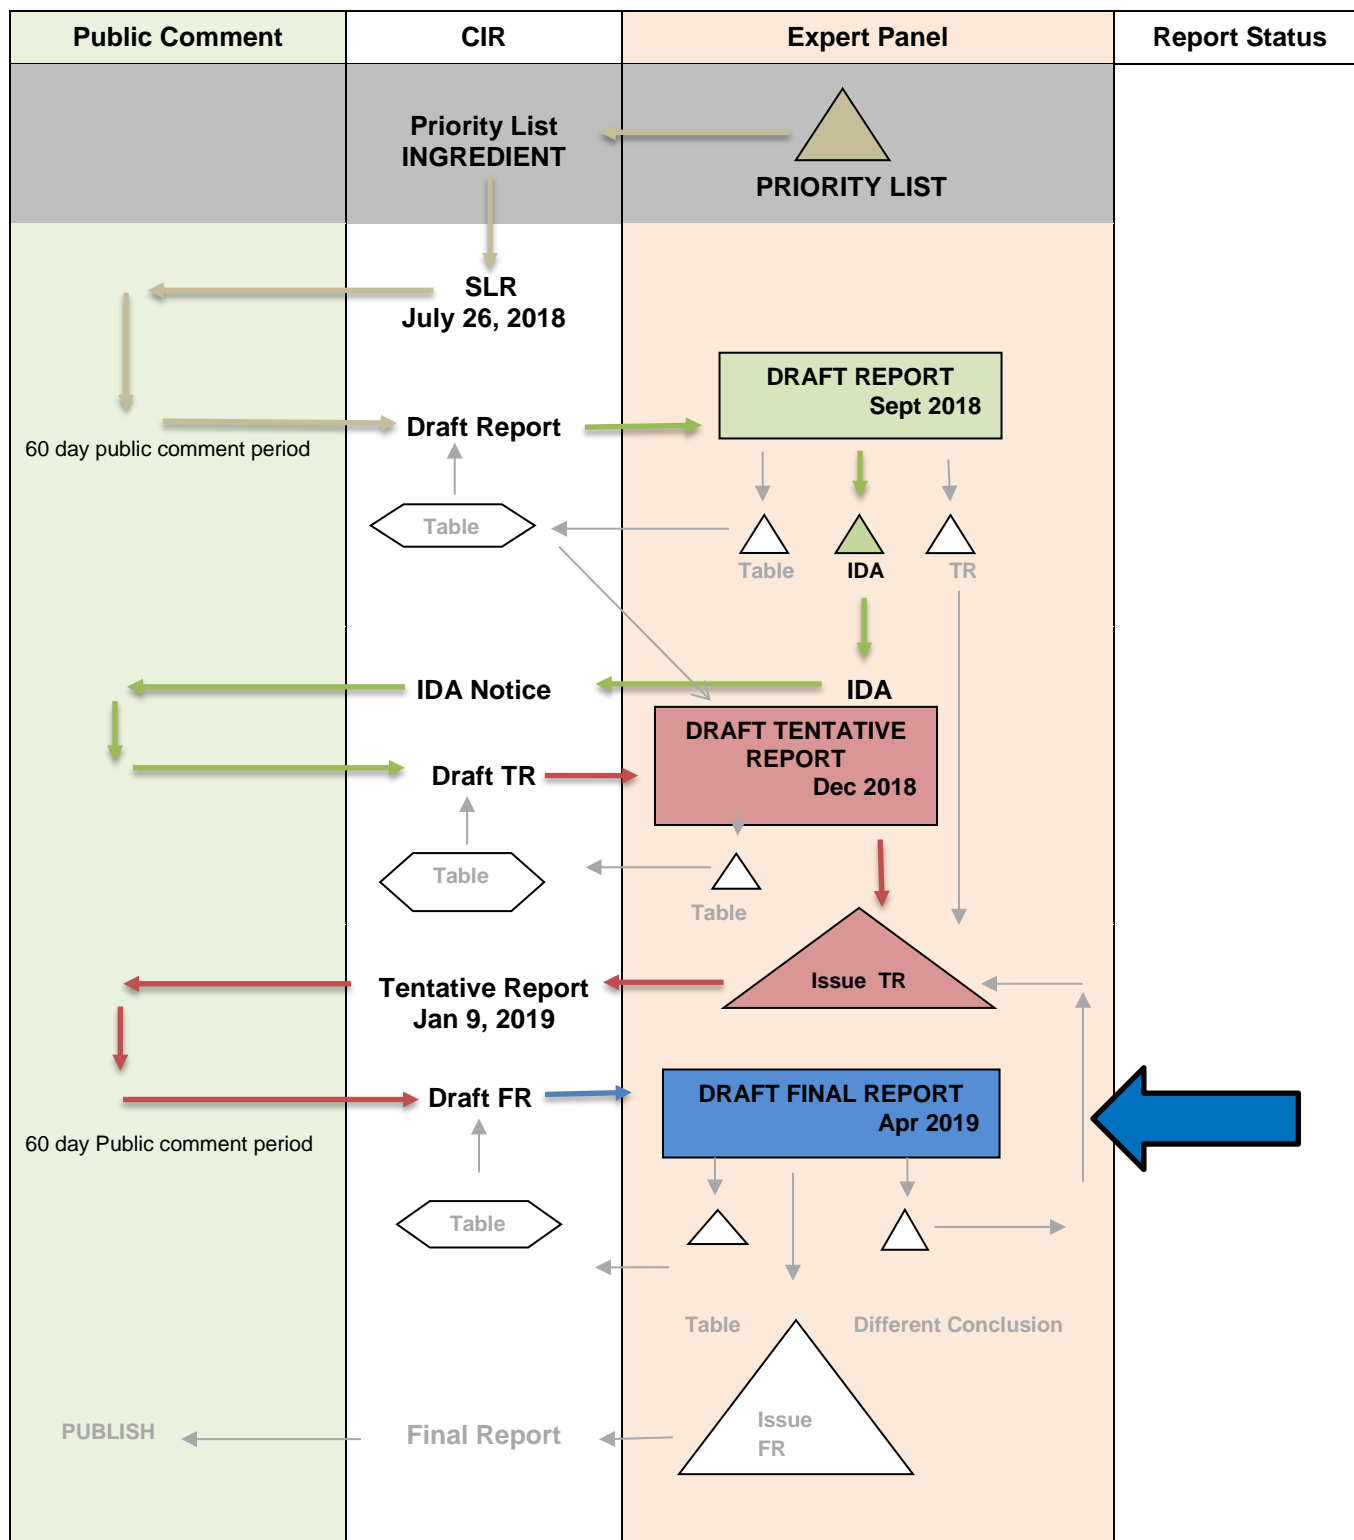 Public Comment
CIR
Expert Panel
Report Status
Priority List
INGREDIENT
PRIORITY LIST
SLR
July 26, 2018
DRAFT REPORT
Sept 2018
60 day public comment period
Draft Report
Table
Table
IDA
TR
IDA Notice
IDA
DRAFT TENTATIVE
REPORT
Dec 2018
Draft TR
Table
Table
Issue TR
Tentative Report
Jan 9, 2019
Draft FR
DRAFT FINAL REPORT
Apr 2019
60 day Public comment period
Table
Table
Different Conclusion
Issue
FR
PUBLISH
Final Report